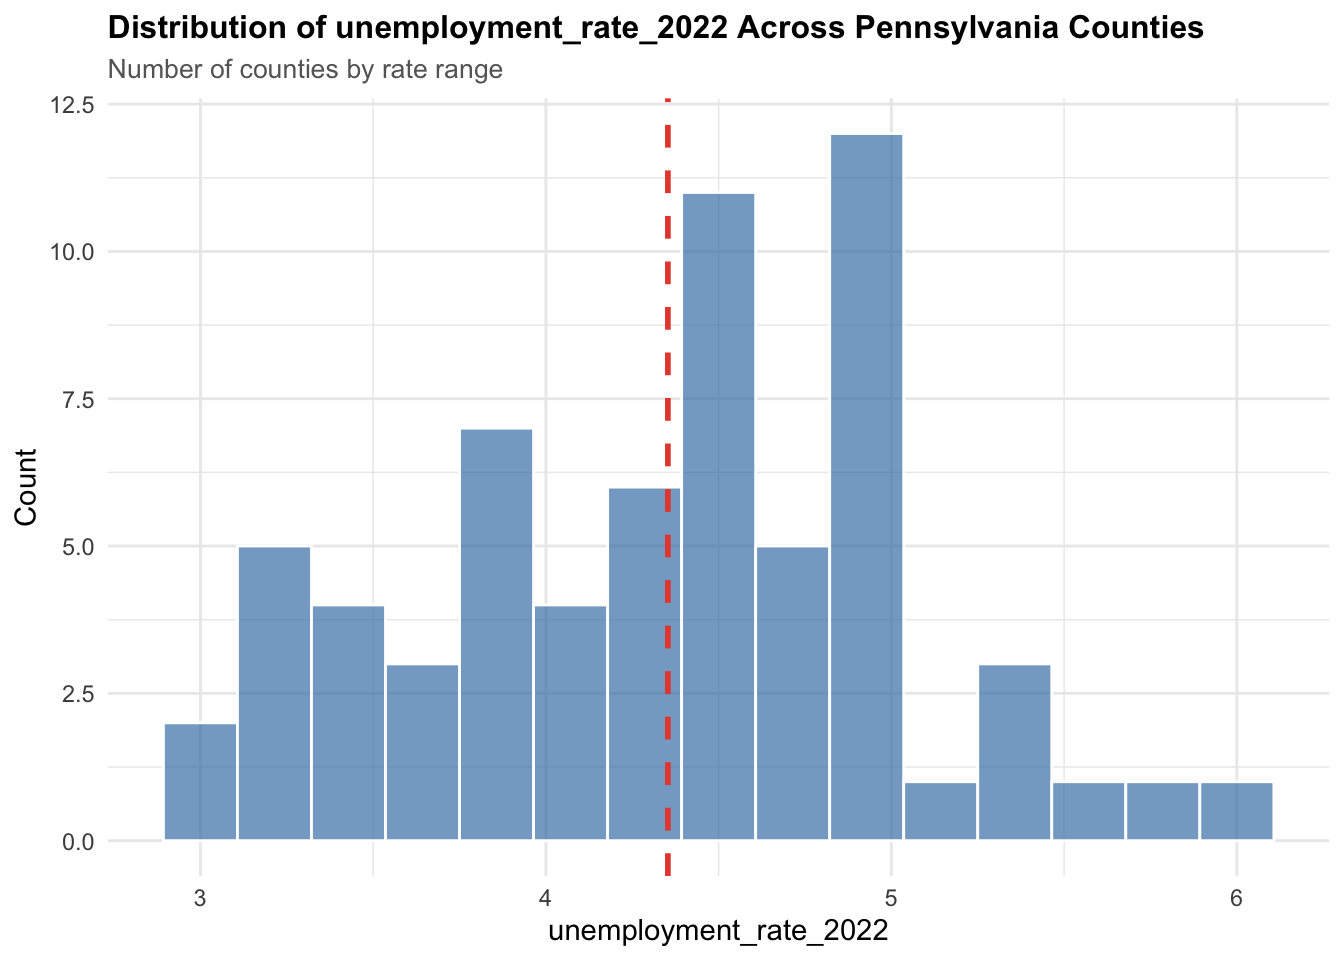 Distribution of unemployment_rate_2022 Across Pennsylvania Counties
Number of counties by rate range
12.5
10.0
7.5
5.0
2.5
0.0
Count
3 4 5 6
unemployment_rate_2022